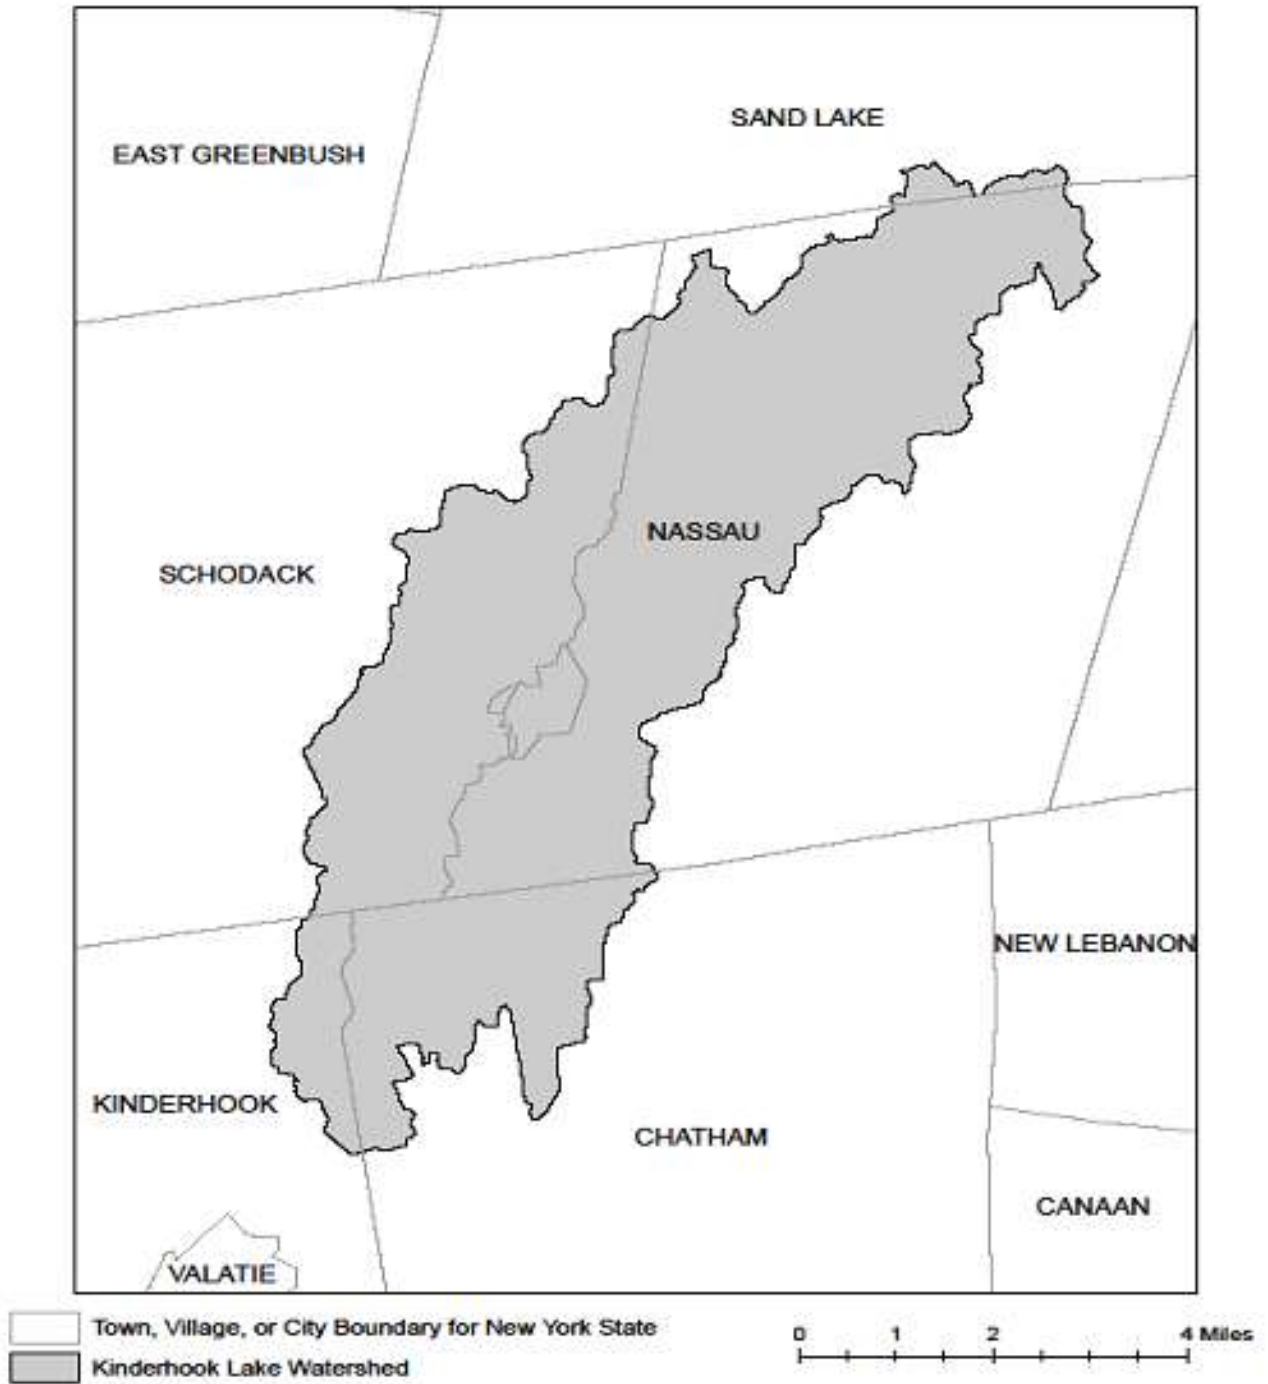 SAND LAKE
EAST GREENBUSH
NASSAU
SCHODACK
NEW LEBANON
KINDERHOOK
CHATHAM
CANAAN
VALATIE
Town, Village, or City Boundary for New York State
Kinderhook Lake Watershed
0 1 2 4 Miles